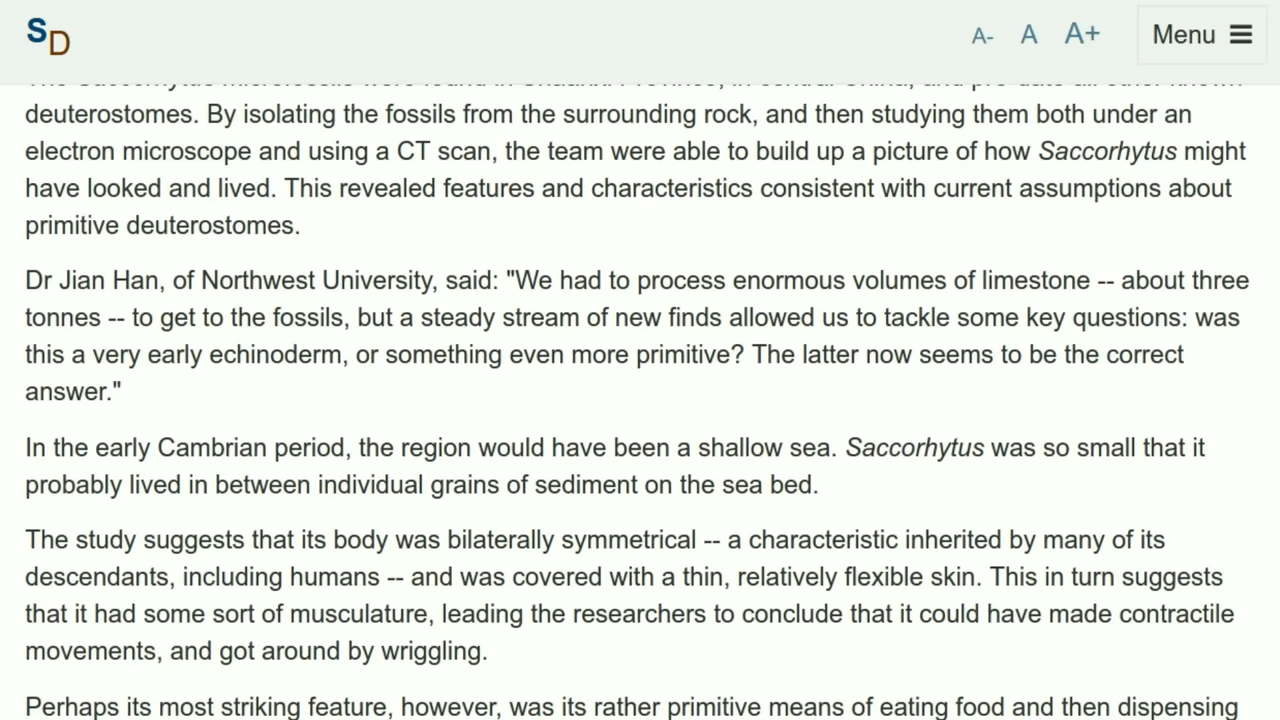 SD
A- A A+ Menu
deuterostomes. By isolating the fossils from the surrounding rock, and then studying them both under an
electron microscope and using a CT scan, the team were able to build up a picture of how Saccorhytus might
have looked and lived. This revealed features and characteristics consistent with current assumptions about
primitive deuterostomes.
Dr Jian Han, of Northwest University, said: "We had to process enormous volumes of limestone -- about three
tonnes -- to get to the fossils, but a steady stream of new finds allowed us to tackle some key questions: was
this a very early echinoderm, or something even more primitive? The latter now seems to be the correct
answer."
In the early Cambrian period, the region would have been a shallow sea. Saccorhytus was so small that it
probably lived in between individual grains of sediment on the sea bed.
The study suggests that its body was bilaterally symmetrical -- a characteristic inherited by many of its
descendants, including humans -- and was covered with a thin, relatively flexible skin. This in turn suggests
that it had some sort of musculature, leading the researchers to conclude that it could have made contractile
movements, and got around by wriggling.
Perhaps its most striking feature, however, was its rather primitive means of eating food and then dispensing